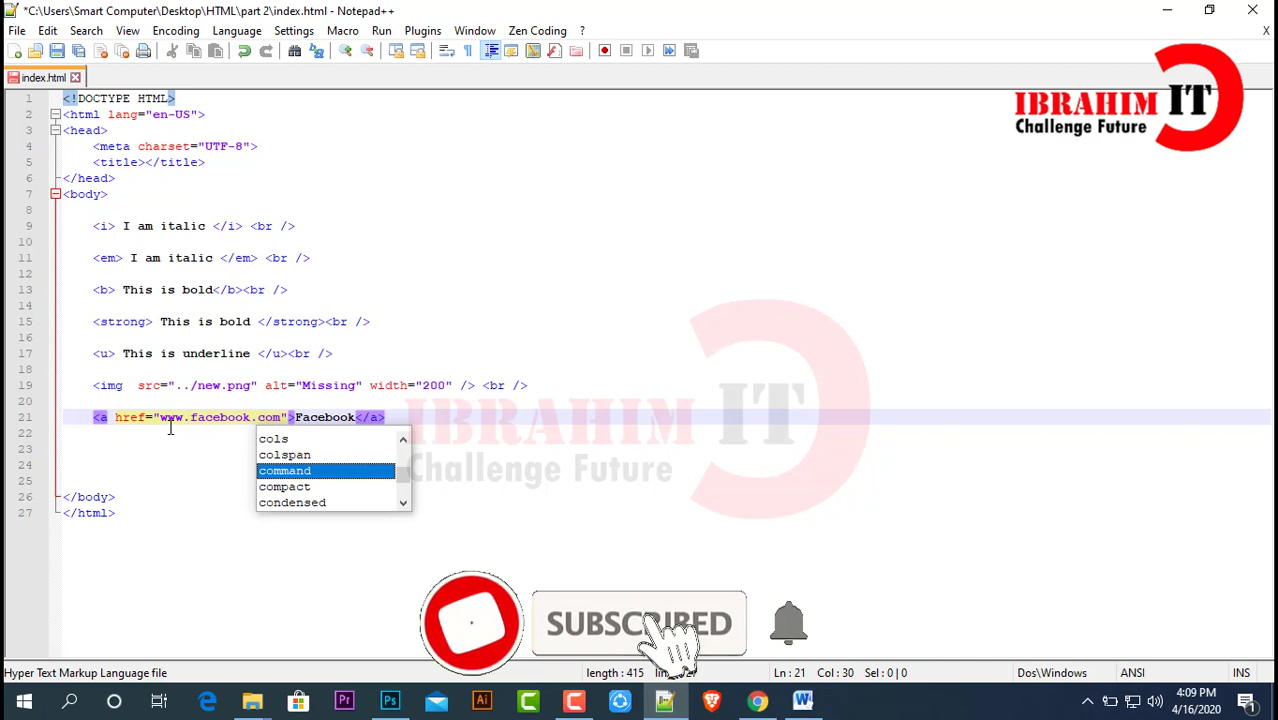 *C:\Users\Smart Computer\Desktop\HTML\part 2\index.html - Notepad++
File Edit Search View Encoding Language Settings Macro Run Plugins Window Zen Coding ? X
index.html
IBRAHIM IT
Challenge Future
1 <!DOCTYPE HTML>
2 <html lang="en-US">
3 <head>
4 <meta charset="UTF-8">
5 <title></title>
6 </head>
7 <body>
8
9 <i> I am italic </i> <br />
10
11 <em> I am italic </em> <br />
12
13 <b> This is bold</b><br />
14
15 <strong> This is bold </strong><br />
16
17 <u> This is underline </u><br />
18
19 <img  src="../new.png" alt="Missing" width="200" /> <br />
20
21 <a href="www.facebook.com">Facebook</a>
22
23
24
25
26 </body>
27 </html>
cols
colspan
command
compact
condensed
IBRAHIM IT
Challenge Future
SUBSCRIBED
Hyper Text Markup Language file length : 415 Ln : 21 Col : 30 Sel : 0 | 0 Dos\Windows ANSI INS
4:09 PM
4/16/2020